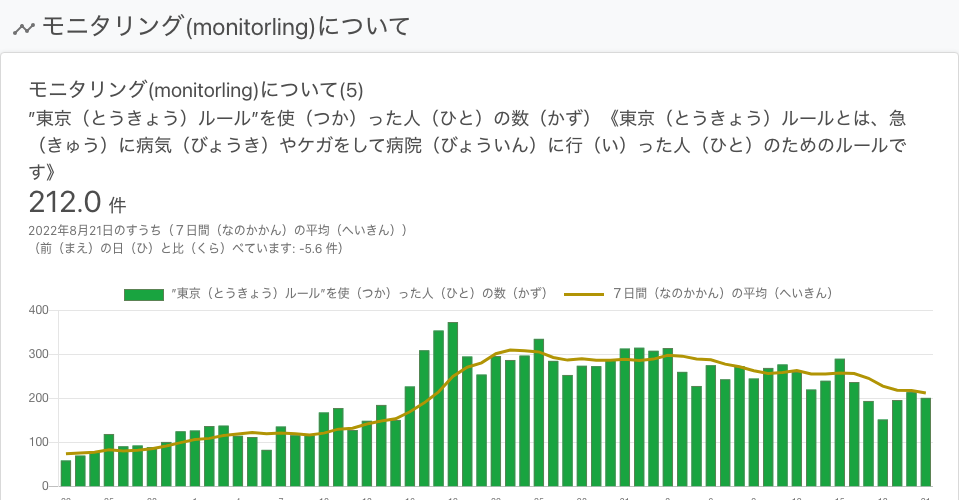 モニタリング(monitorling)について
モニタリング(monitorling)について(5)
”東京（とうきょう）ルール”を使（つか）った人（ひと）の数（かず）《東京（とうきょう）ルールとは、急
（きゅう）に病気（びょうき）やケガをして病院（びょういん）に行（い）った人（ひと）のためのルールで
す》
212.0 件
2022年8月21日のすうち（７日間（なのかかん）の平均（へいきん））
（前（まえ）の日（ひ）と比（くら）べています: -5.6 件）
”東京（とうきょう）ルール”を使（つか）った人（ひと）の数（かず） ７日間（なのかかん）の平均（へいきん）
400
300
200
100
0